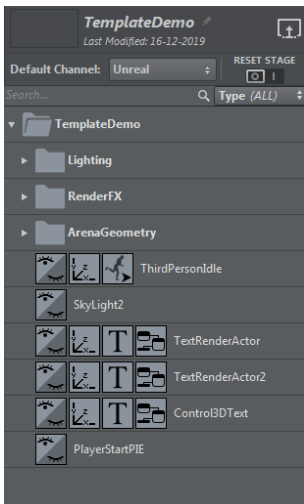 TemplateDemo
Last Modified: 16-12-2019
Default Channel: Unreal
RESET STAGE
Search...
Type (ALL)
TemplateDemo
Lighting
RenderFX
ArenaGeometry
ThirdPersonIdle
SkyLight2
T TextRenderActor
T TextRenderActor2
T Control3DText
PlayerStartPIE